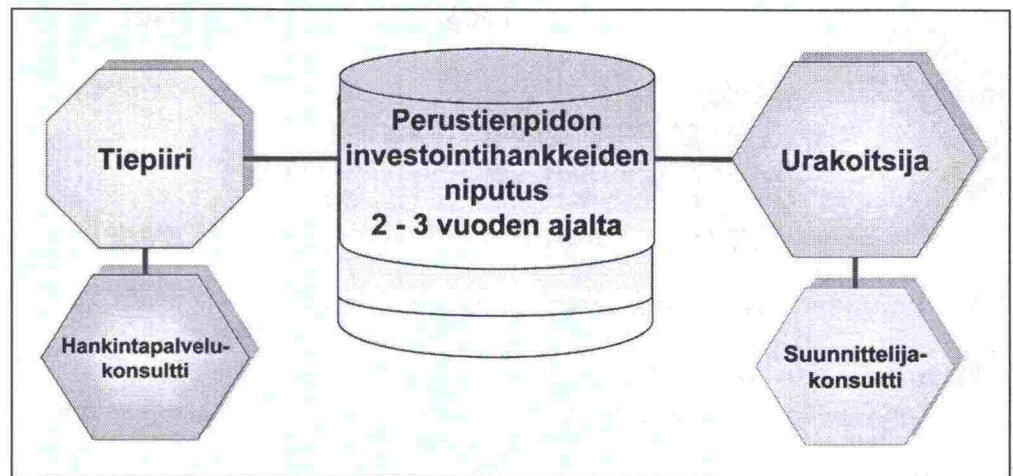 Tiepiiri
Perustienpidon
investointihankkeiden
niputus
2 - 3 vuoden ajalta
Urakoitsija
Hankintapalvelu-
konsultti
Suunnittelija-
konsultti